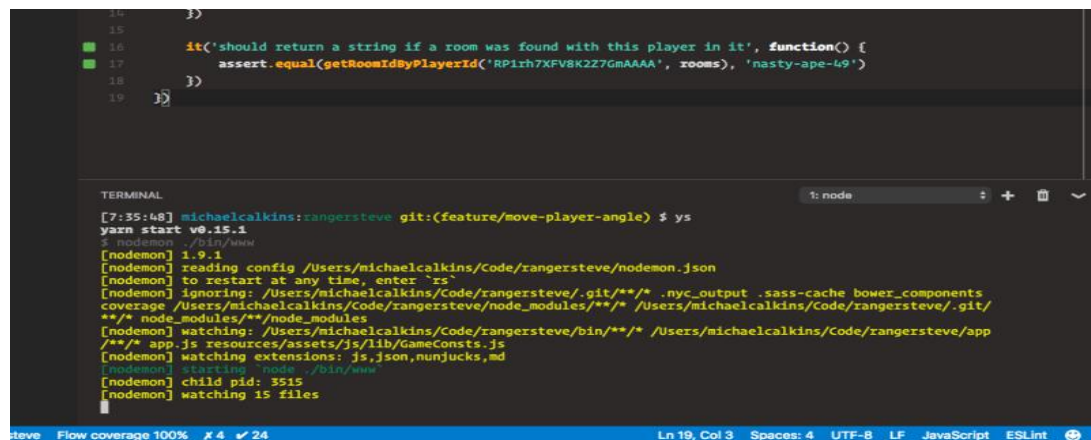 14 })
15
16 it('should return a string if a room was found with this player in it', function() {
17 assert.equal(getRoomIdByPlayerId('RP1rh7XFV8K2Z7GmAAAA', rooms), 'nasty-ape-49')
18 })
19 })
TERMINAL
1: node
[7:35:48] michaelcalkins:rangersteve git:(feature/move-player-angle) $ ys
yarn start v0.15.1
$ nodemon ./bin/www
[nodemon] 1.9.1
[nodemon] reading config /Users/michaelcalkins/Code/rangersteve/nodemon.json
[nodemon] to restart at any time, enter `rs`
[nodemon] ignoring: /Users/michaelcalkins/Code/rangersteve/.git/**/* .nyc_output .sass-cache bower_components
coverage /Users/michaelcalkins/Code/rangersteve/node_modules/**/* /Users/michaelcalkins/Code/rangersteve/.git/
**/* node_modules/**/node_modules
[nodemon] watching: /Users/michaelcalkins/Code/rangersteve/bin/**/* /Users/michaelcalkins/Code/rangersteve/app
/**/* app.js resources/assets/js/lib/GameConsts.js
[nodemon] watching extensions: js,json,nunjucks,md
[nodemon] starting `node ./bin/www`
[nodemon] child pid: 3515
[nodemon] watching 15 files
steve Flow coverage 100% ✗ 4 ✔ 24 Ln 19, Col 3 Spaces: 4 UTF-8 LF JavaScript ESLint